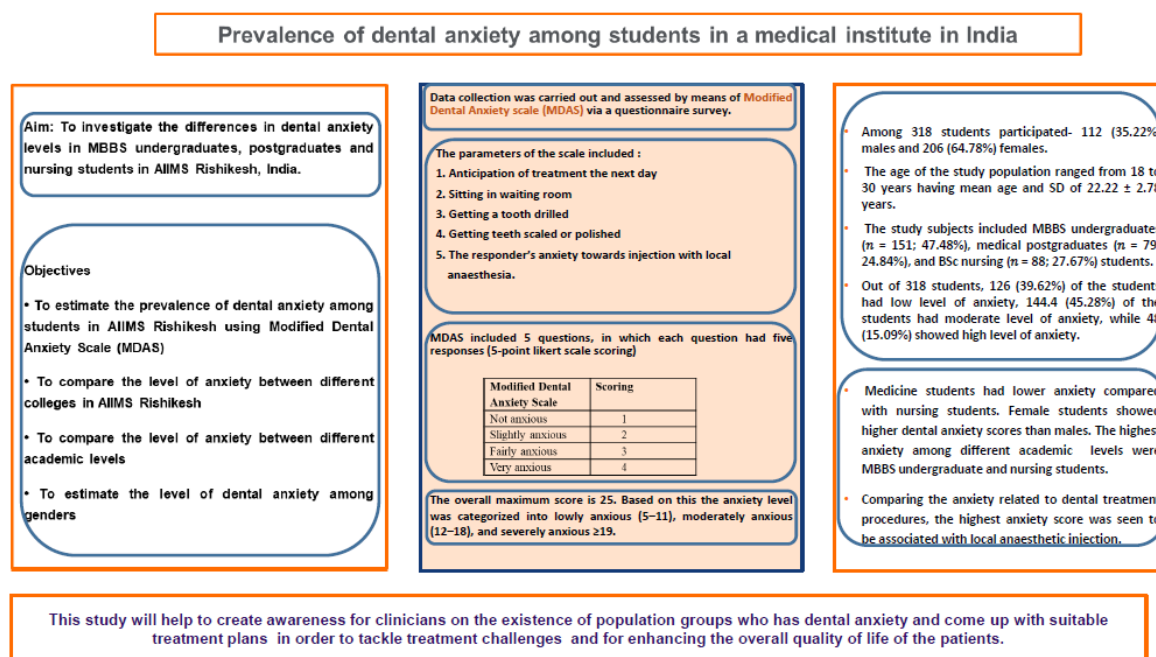 Prevalence of dental anxiety among students in a medical institute in India
Aim: To investigate the differences in dental anxiety
levels in MBBS undergraduates, postgraduates and
nursing students in AIIMS Rishikesh, India.
Objectives
• To estimate the prevalence of dental anxiety among
students in AIIMS Rishikesh using Modified Dental
Anxiety Scale (MDAS)
• To compare the level of anxiety between different
colleges in AIIMS Rishikesh
• To compare the level of anxiety between different
academic levels
• To estimate the level of dental anxiety among
genders
Data collection was carried out and assessed by means of Modified
Dental Anxiety scale (MDAS) via a questionnaire survey.
The parameters of the scale included :
1. Anticipation of treatment the next day
2. Sitting in waiting room
3. Getting a tooth drilled
4. Getting teeth scaled or polished
5. The responder's anxiety towards injection with local
anaesthesia.
MDAS included 5 questions, in which each question had five
responses (5-point likert scale scoring)
Modified Dental Anxiety Scale Scoring
Not anxious 1
Slightly anxious 2
Fairly anxious 3
Very anxious 4
The overall maximum score is 25. Based on this the anxiety level
was categorized into lowly anxious (5–11), moderately anxious
(12–18), and severely anxious ≥19.
• Among 318 students participated- 112 (35.22%)
males and 206 (64.78%) females.
• The age of the study population ranged from 18 to
30 years having mean age and SD of 22.22 ± 2.78
years.
• The study subjects included MBBS undergraduate
(n = 151; 47.48%), medical postgraduates (n = 79
24.84%), and BSc nursing (n = 88; 27.67%) students.
• Out of 318 students, 126 (39.62%) of the students
had low level of anxiety, 144.4 (45.28%) of the
students had moderate level of anxiety, while 48
(15.09%) showed high level of anxiety.
• Medicine students had lower anxiety compared
with nursing students. Female students showed
higher dental anxiety scores than males. The highest
anxiety among different academic levels were
MBBS undergraduate and nursing students.
• Comparing the anxiety related to dental treatment
procedures, the highest anxiety score was seen to
be associated with local anaesthetic injection.
This study will help to create awareness for clinicians on the existence of population groups who has dental anxiety and come up with suitable
treatment plans in order to tackle treatment challenges and for enhancing the overall quality of life of the patients.